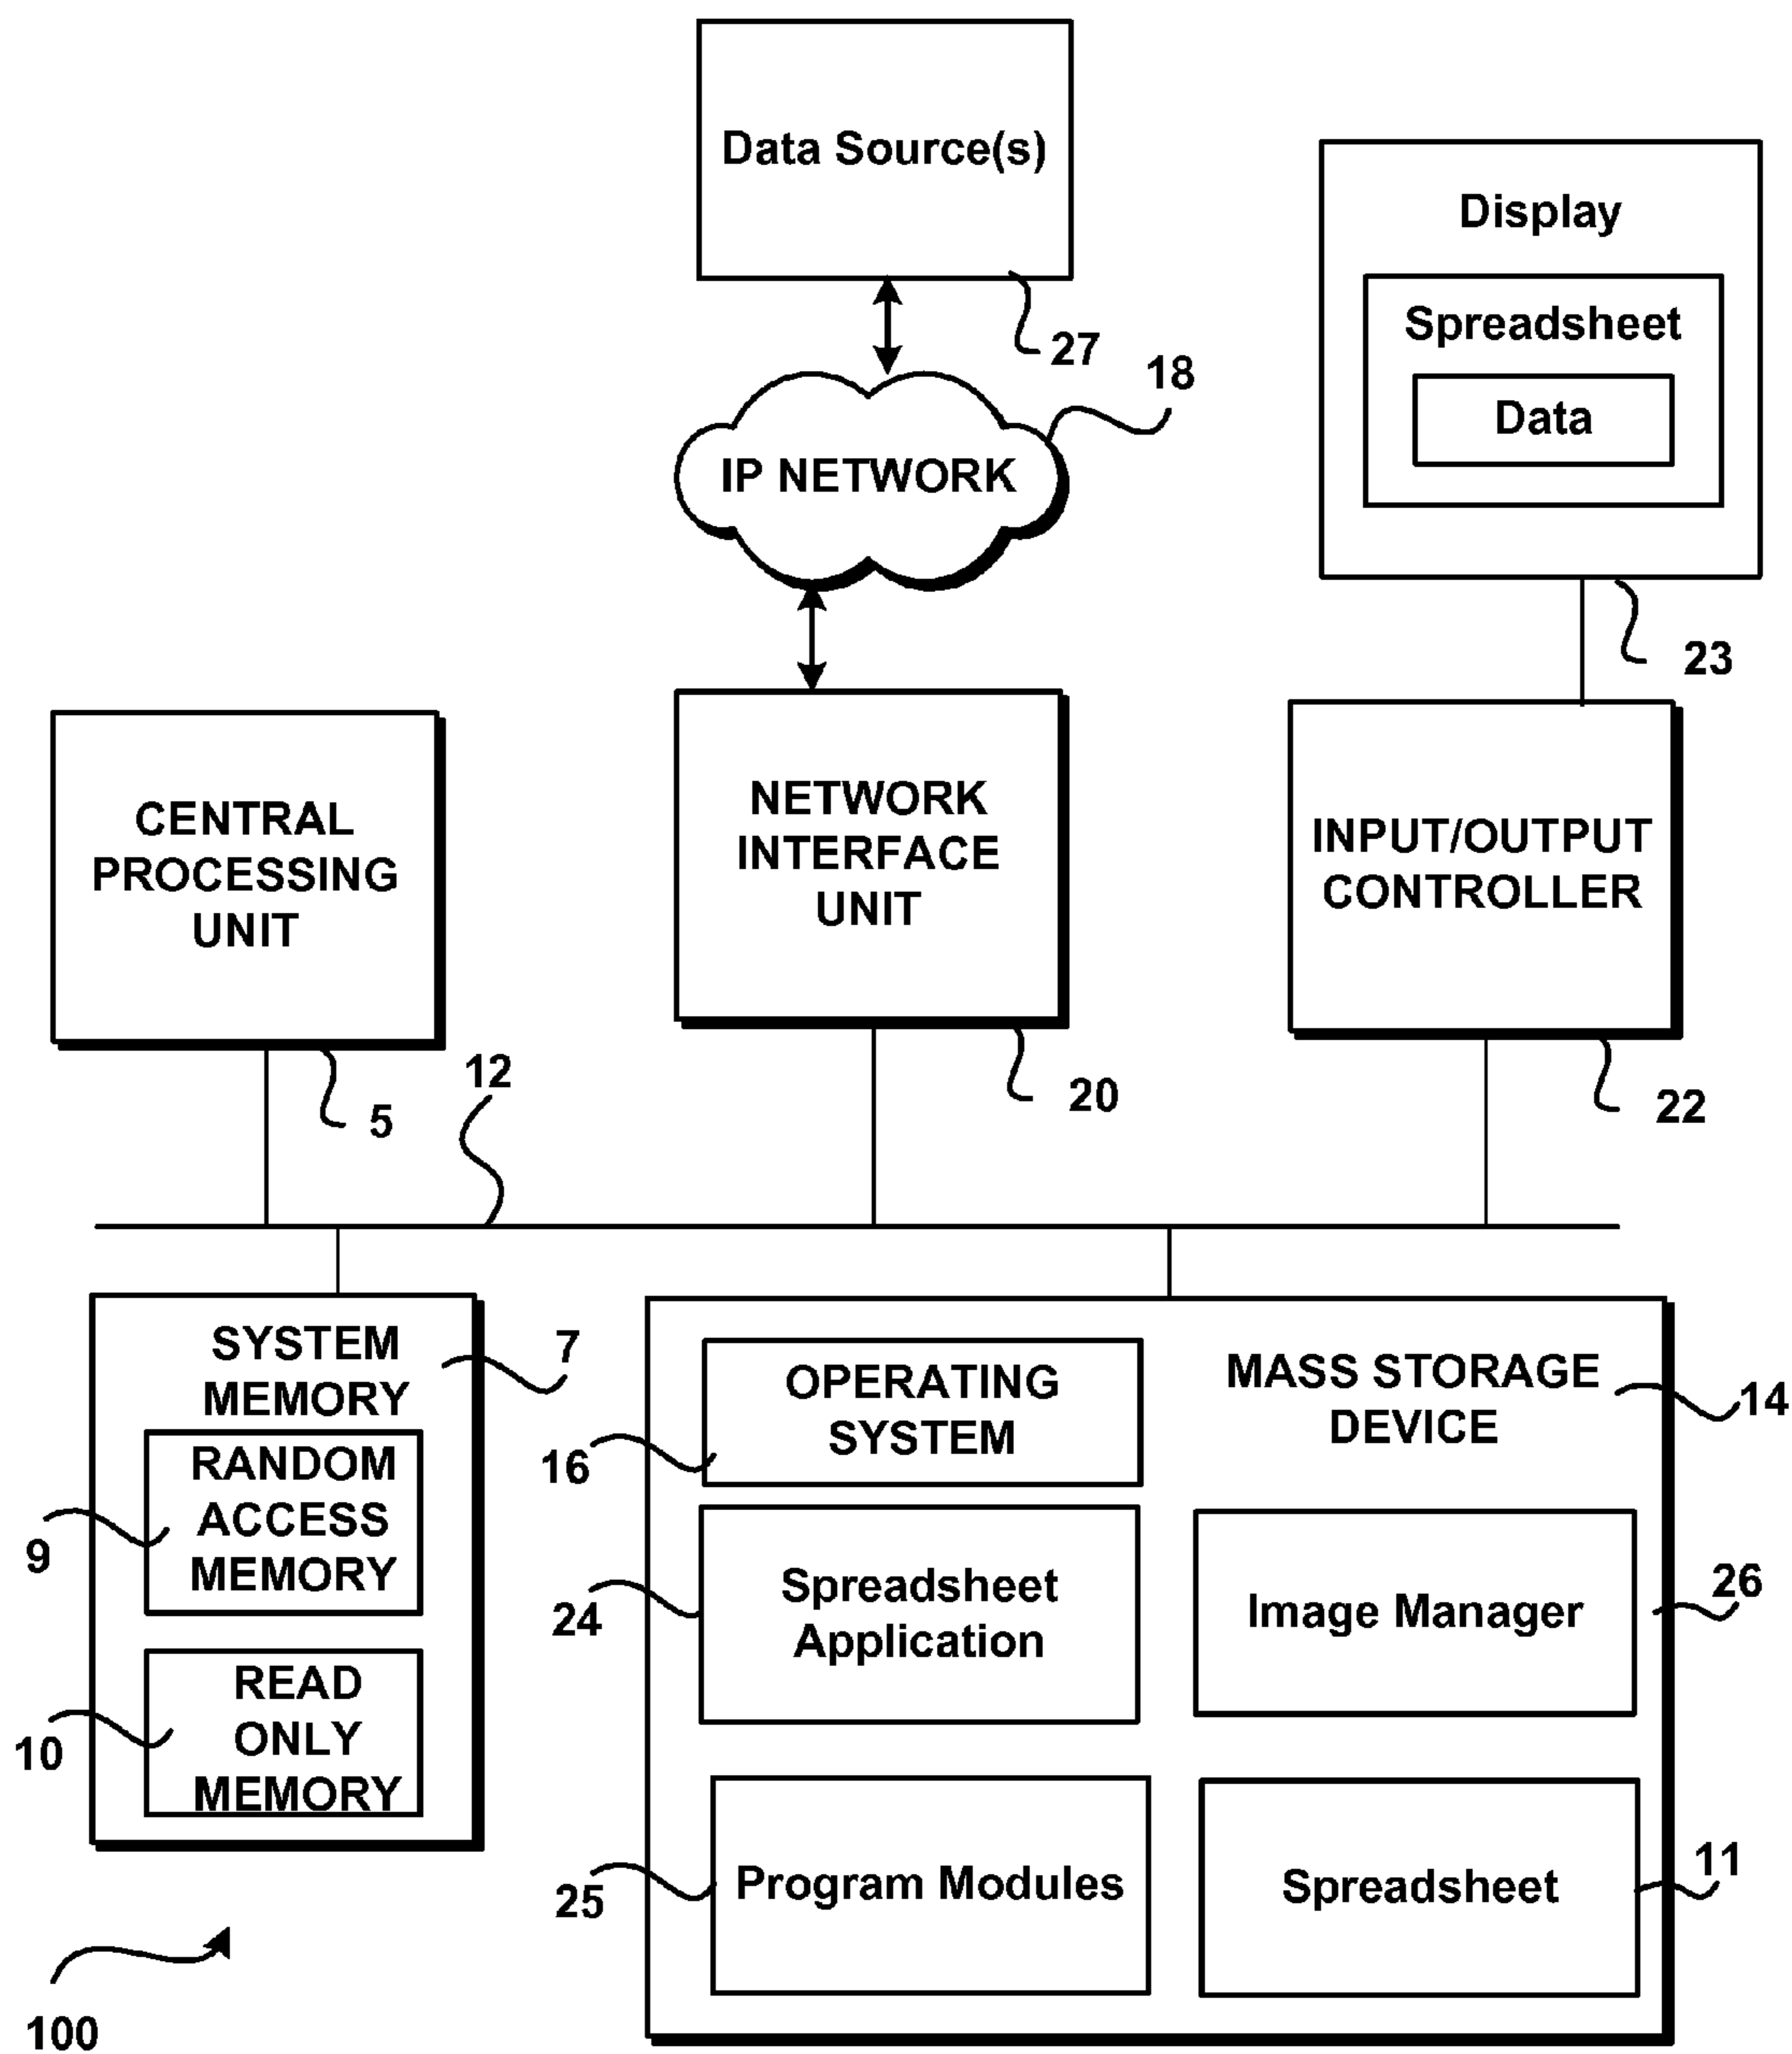 Data Source(s)
27
Display
Spreadsheet
Data
23
18
IP NETWORK
CENTRAL
PROCESSING
UNIT
5
NETWORK
INTERFACE
UNIT
20
INPUT/OUTPUT
CONTROLLER
22
12
SYSTEM
MEMORY
7
RANDOM
ACCESS
MEMORY
9
READ
ONLY
MEMORY
10
MASS STORAGE
DEVICE
14
OPERATING
SYSTEM
16
Spreadsheet
Application
24
Image Manager
26
Program Modules
25
Spreadsheet
11
100